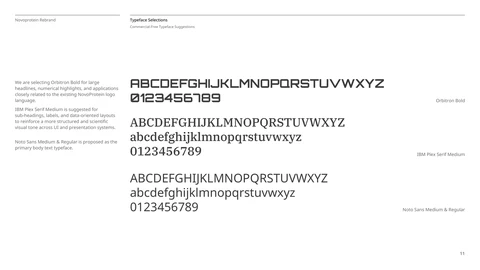 Novoprotein Rebrand
Typeface Selections
Commercial-Free Typeface Suggestions
We are selecting Orbitron Bold for large
headlines, numerical highlights, and applications
closely related to the existing NovoProtein logo
language.
IBM Plex Serif Medium is suggested for
sub-headings, labels, and data-oriented layouts
to reinforce a more structured and scientific
visual tone across LO and presentation systems.
Noto Sans Medium & Regular is proposed as the
primary body text typeface.
ABCDEFGHIJKLMNOPQRSTUVWXYZ
0123456789
Orbitron Bold
ABCDEFGHIJKLMNOPQRSTUVWXYZ
abcdefghijklmnopqrstuvwxyz
0123456789
IBM Plex Serif Medium
ABCDEFGHIJKLMNOPQRSTUVWXYZ
abcdefghijklmnopqrstuvwxyz
0123456789
Noto Sans Medium & Regular
11